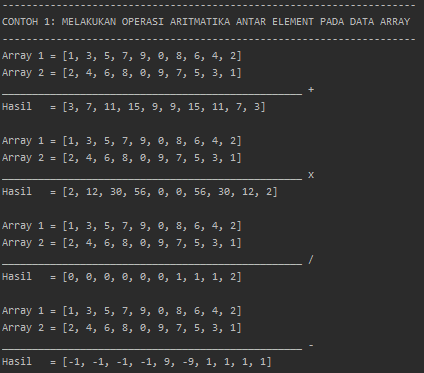 --------------------------------------------------------------------
CONTOH 1: MELAKUKAN OPERASI ARITMATIKA ANTAR ELEMENT PADA DATA ARRAY
--------------------------------------------------------------------
Array 1 = [1, 3, 5, 7, 9, 0, 8, 6, 4, 2]
Array 2 = [2, 4, 6, 8, 0, 9, 7, 5, 3, 1]
__________________________________________________ +
Hasil   = [3, 7, 11, 15, 9, 9, 15, 11, 7, 3]
Array 1 = [1, 3, 5, 7, 9, 0, 8, 6, 4, 2]
Array 2 = [2, 4, 6, 8, 0, 9, 7, 5, 3, 1]
__________________________________________________ x
Hasil   = [2, 12, 30, 56, 0, 0, 56, 30, 12, 2]
Array 1 = [1, 3, 5, 7, 9, 0, 8, 6, 4, 2]
Array 2 = [2, 4, 6, 8, 0, 9, 7, 5, 3, 1]
__________________________________________________ /
Hasil   = [0, 0, 0, 0, 0, 0, 1, 1, 1, 2]
Array 1 = [1, 3, 5, 7, 9, 0, 8, 6, 4, 2]
Array 2 = [2, 4, 6, 8, 0, 9, 7, 5, 3, 1]
__________________________________________________ -
Hasil   = [-1, -1, -1, -1, 9, -9, 1, 1, 1, 1]